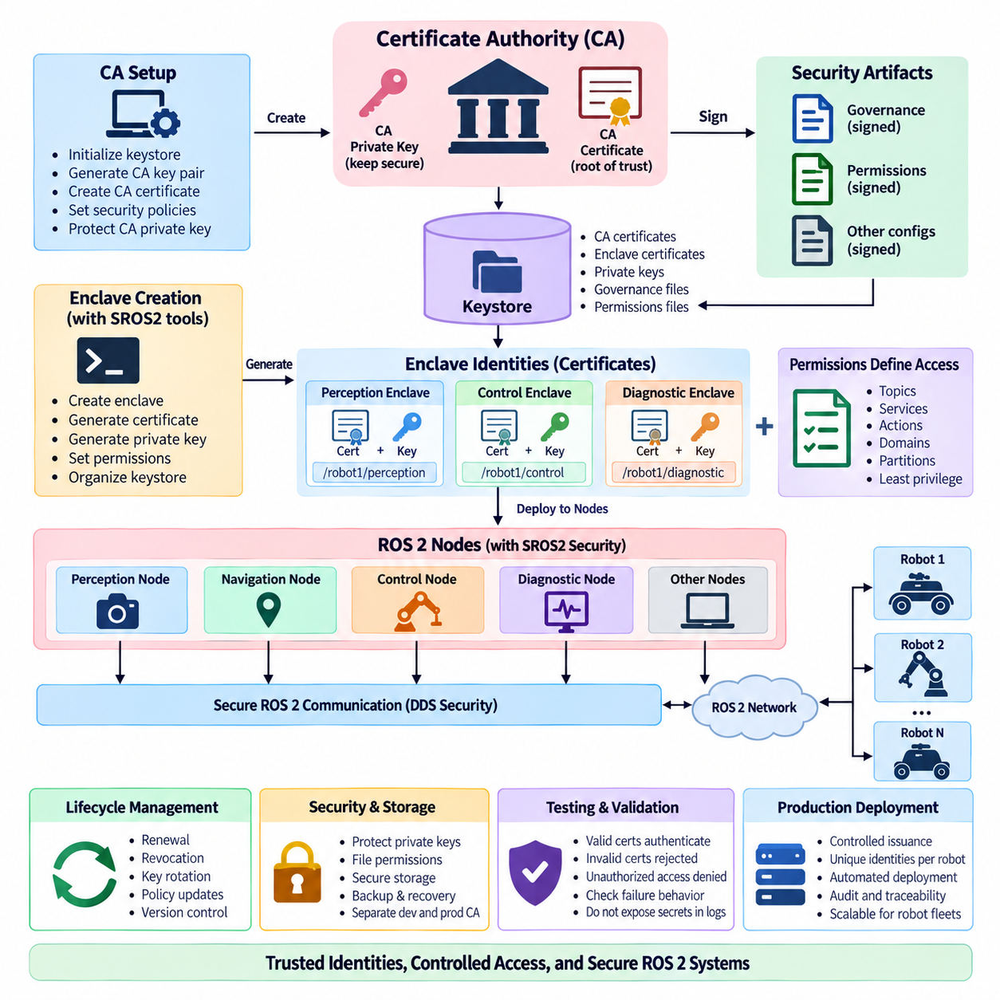 Certificate Authority (CA)
CA
Private Key
(keep secure)
CA
Certificate
(root of trust)
CA Setup
• Initialize keystore
• Generate CA key pair
• Create CA certificate
• Set security policies
• Protect CA private key
Create
Sign
Security Artifacts
Governance
(signed)
Permissions
(signed)
Other configs
(signed)
Keystore
• CA certificates
• Enclave certificates
• Private keys
• Governance files
• Permissions files
Enclave Creation
(with SROS2 tools)
>_
• Create enclave
• Generate certificate
• Generate private key
• Set permissions
• Organize keystore
Generate
Enclave Identities (Certificates)
Perception Enclave
Cert + Key
/robot1/perception
Control Enclave
Cert + Key
/robot1/control
Diagnostic Enclave
Cert + Key
/robot1/diagnostic
+
Permissions Define Access
• Topics
• Services
• Actions
• Domains
• Partitions
• Least privilege
Deploy to Nodes
ROS 2 Nodes (with SROS2 Security)
Perception Node
Navigation Node
Control Node
Diagnostic Node
Other Nodes
Secure ROS 2 Communication (DDS Security)
ROS 2 Network
Robot 1
Robot 2
...
Robot N
Lifecycle Management
• Renewal
• Revocation
• Key rotation
• Policy updates
• Version control
Security & Storage
• Protect private keys
• File permissions
• Secure storage
• Backup & recovery
• Separate dev and prod CA
Testing & Validation
• Valid certs authenticate
• Invalid certs rejected
• Unauthorized access denied
• Check failure behavior
• Do not expose secrets in logs
Production Deployment
• Controlled issuance
• Unique identities per robot
• Automated deployment
• Audit and traceability
• Scalable for robot fleets
Trusted Identities, Controlled Access, and Secure ROS 2 Systems